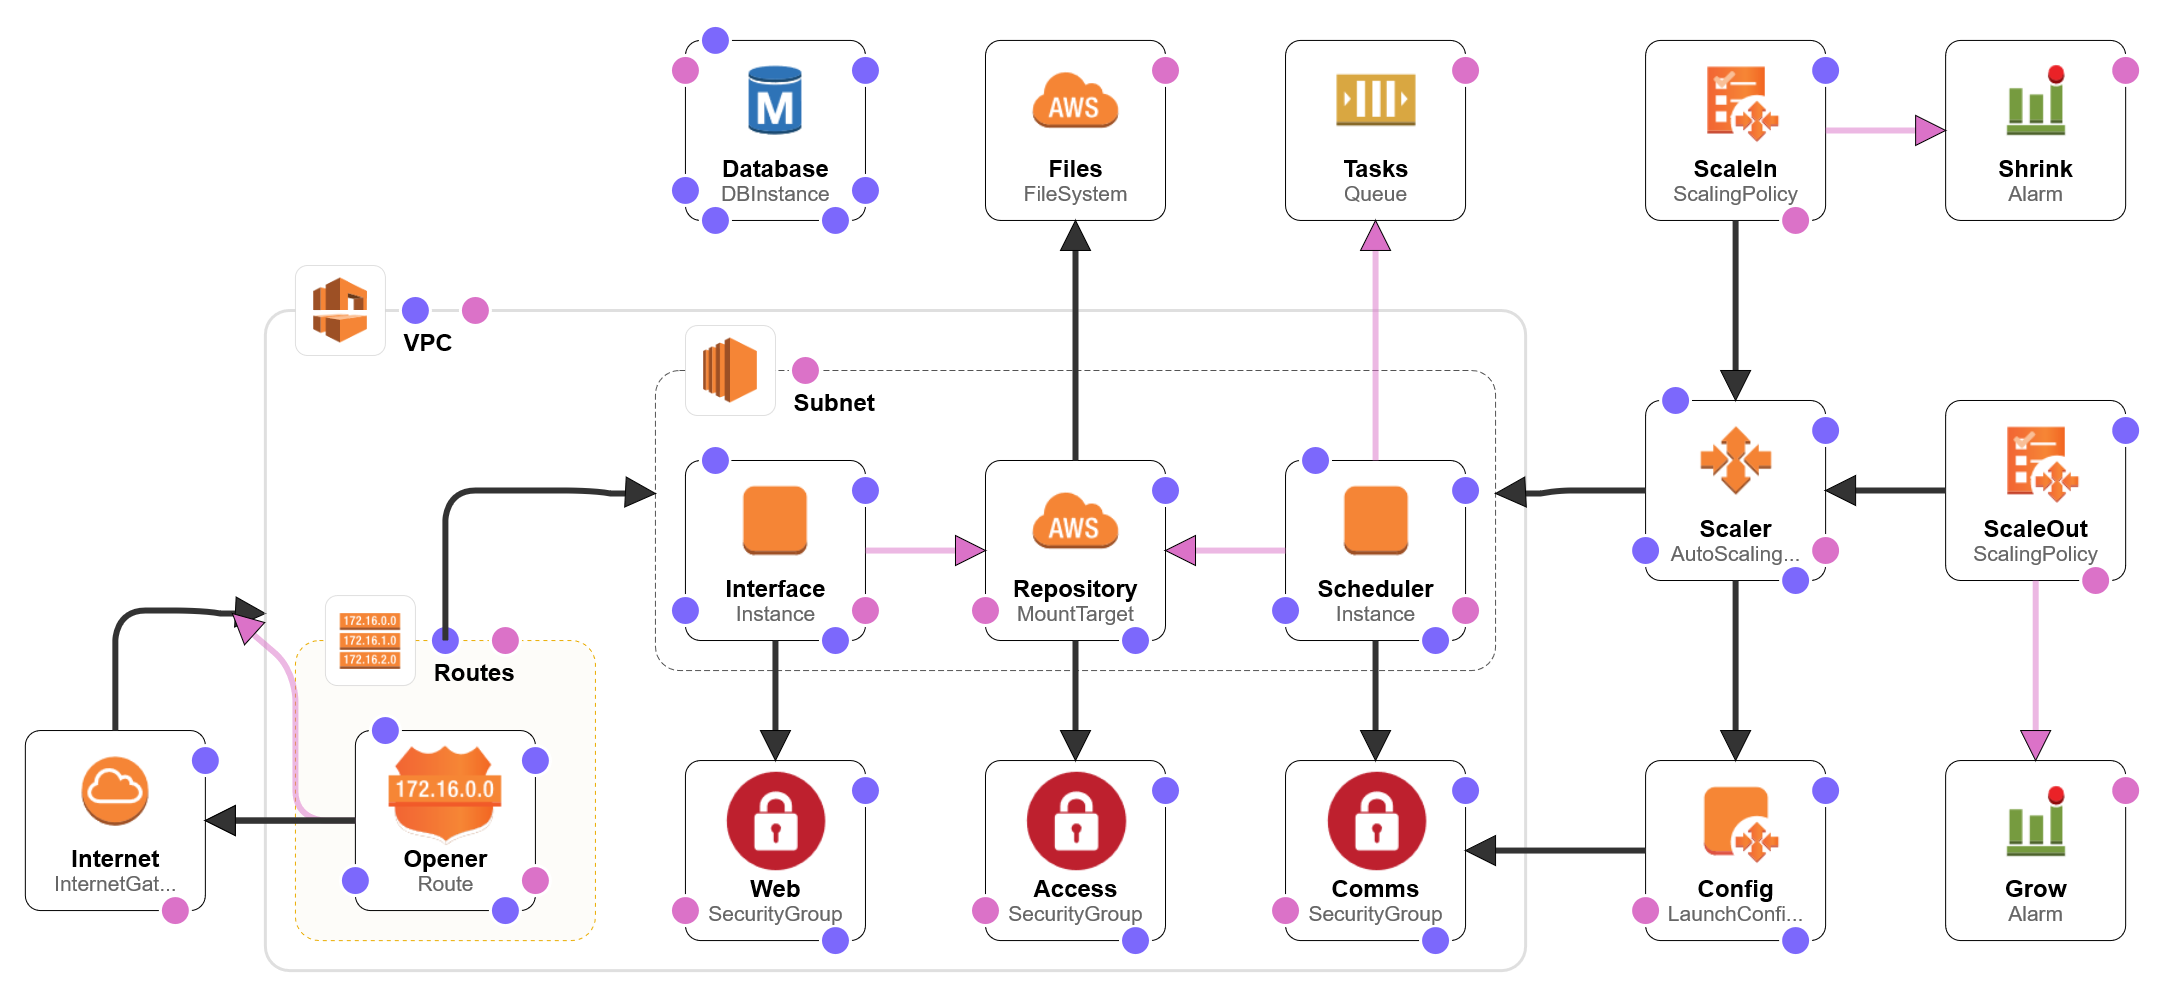 M
Database
DBInstance
AWS
Files
FileSystem
Tasks
Queue
ScaleIn
ScalingPolicy
Shrink
Alarm
VPC
Subnet
Interface
Instance
AWS
Repository
MountTarget
Scheduler
Instance
Scaler
AutoScaling...
ScaleOut
ScalingPolicy
172.16.0.0
172.16.1.0
172.16.2.0
Routes
Internet
InternetGat...
172.16.0.0
Opener
Route
Web
SecurityGroup
Access
SecurityGroup
Comms
SecurityGroup
Config
LaunchConfi...
Grow
Alarm